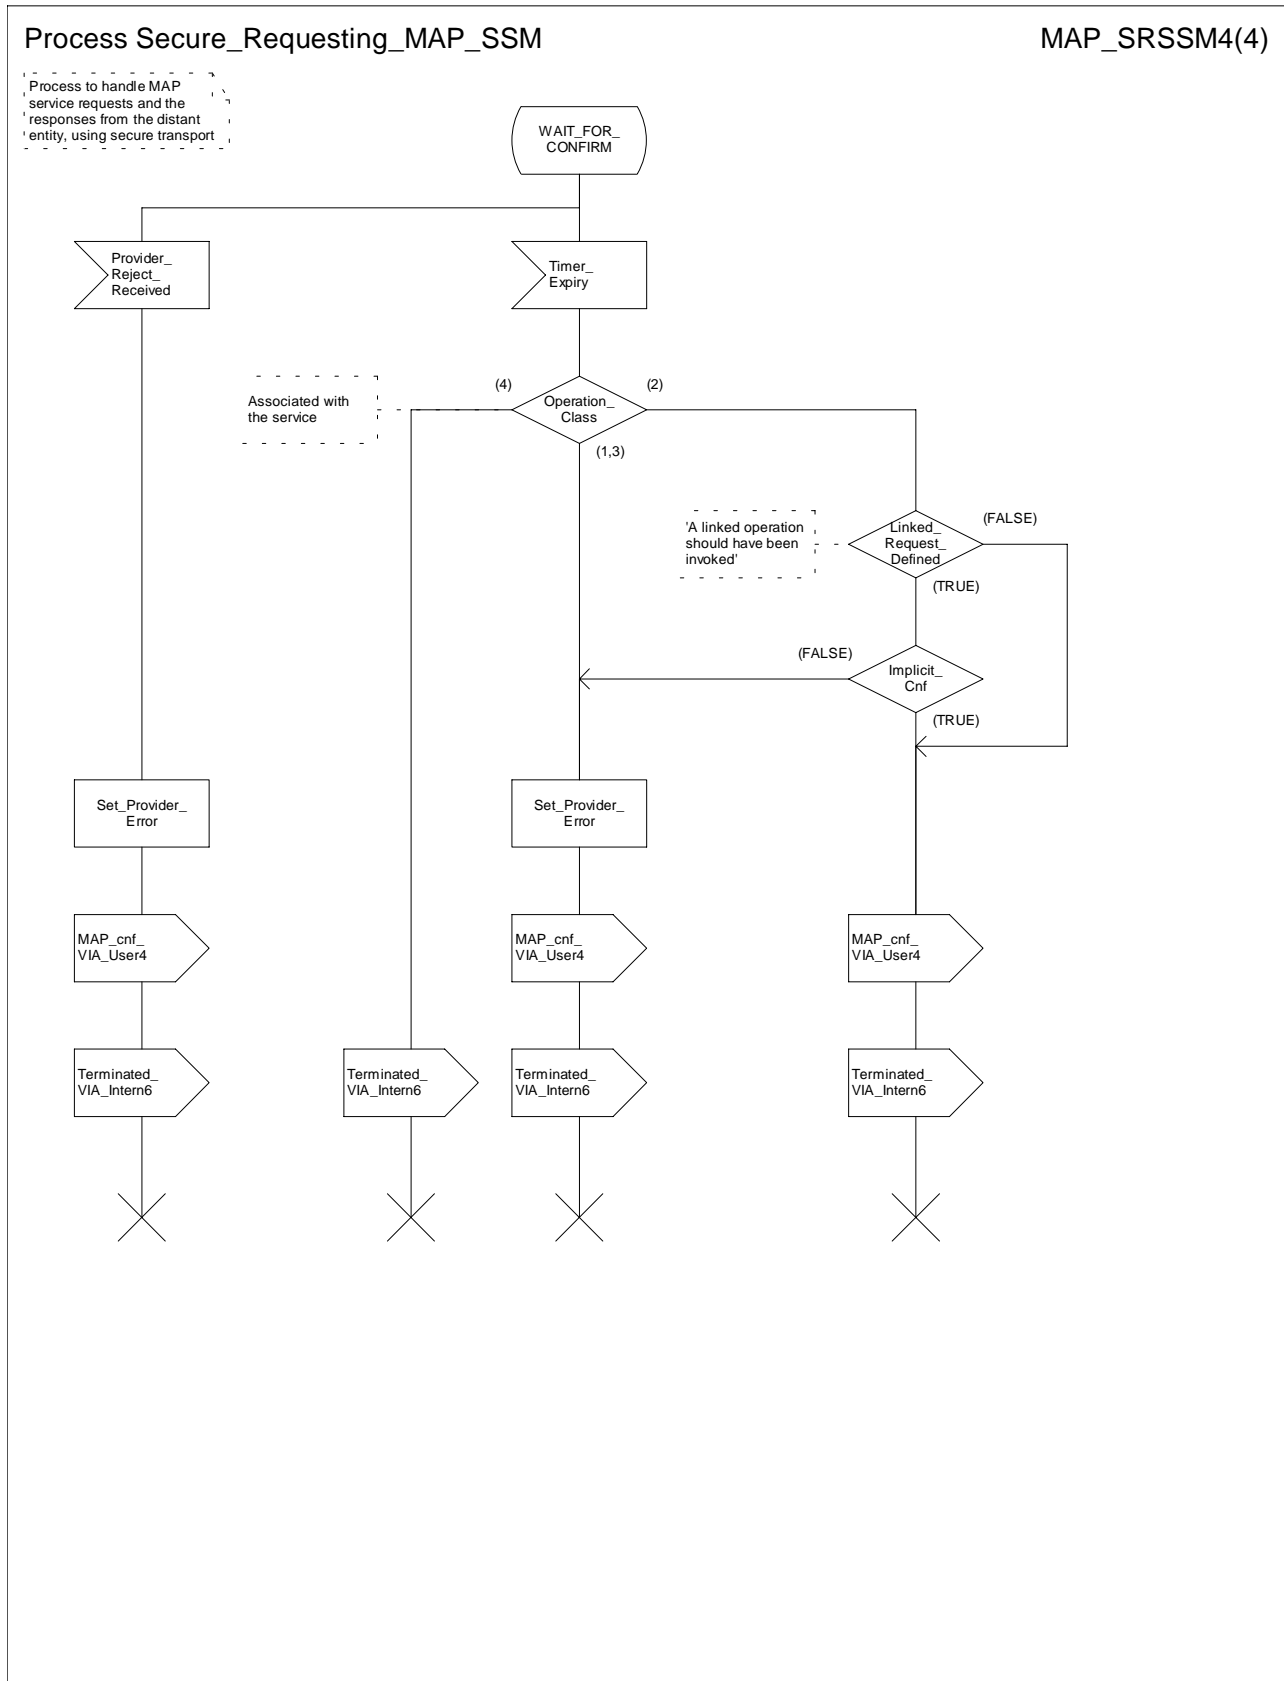 Process Secure_Requesting_MAP_SSM
MAP_SRSSM4(4)
Process to handle MAP
service requests and the
responses from the distant
entity, using secure transport
WAIT_FOR_
CONFIRM
Provider_
Reject_
Received
Timer_
Expiry
Associated with
the service
(4)
Operation_
Class
(2)
(1,3)
'A linked operation
should have been
invoked'
Linked_
Request_
Defined
(FALSE)
(TRUE)
(FALSE)
Implicit_
Cnf
(TRUE)
Set_Provider_
Error
Set_Provider_
Error
MAP_cnf_
VIA_User4
MAP_cnf_
VIA_User4
MAP_cnf_
VIA_User4
Terminated_
VIA_Intern6
Terminated_
VIA_Intern6
Terminated_
VIA_Intern6
Terminated_
VIA_Intern6